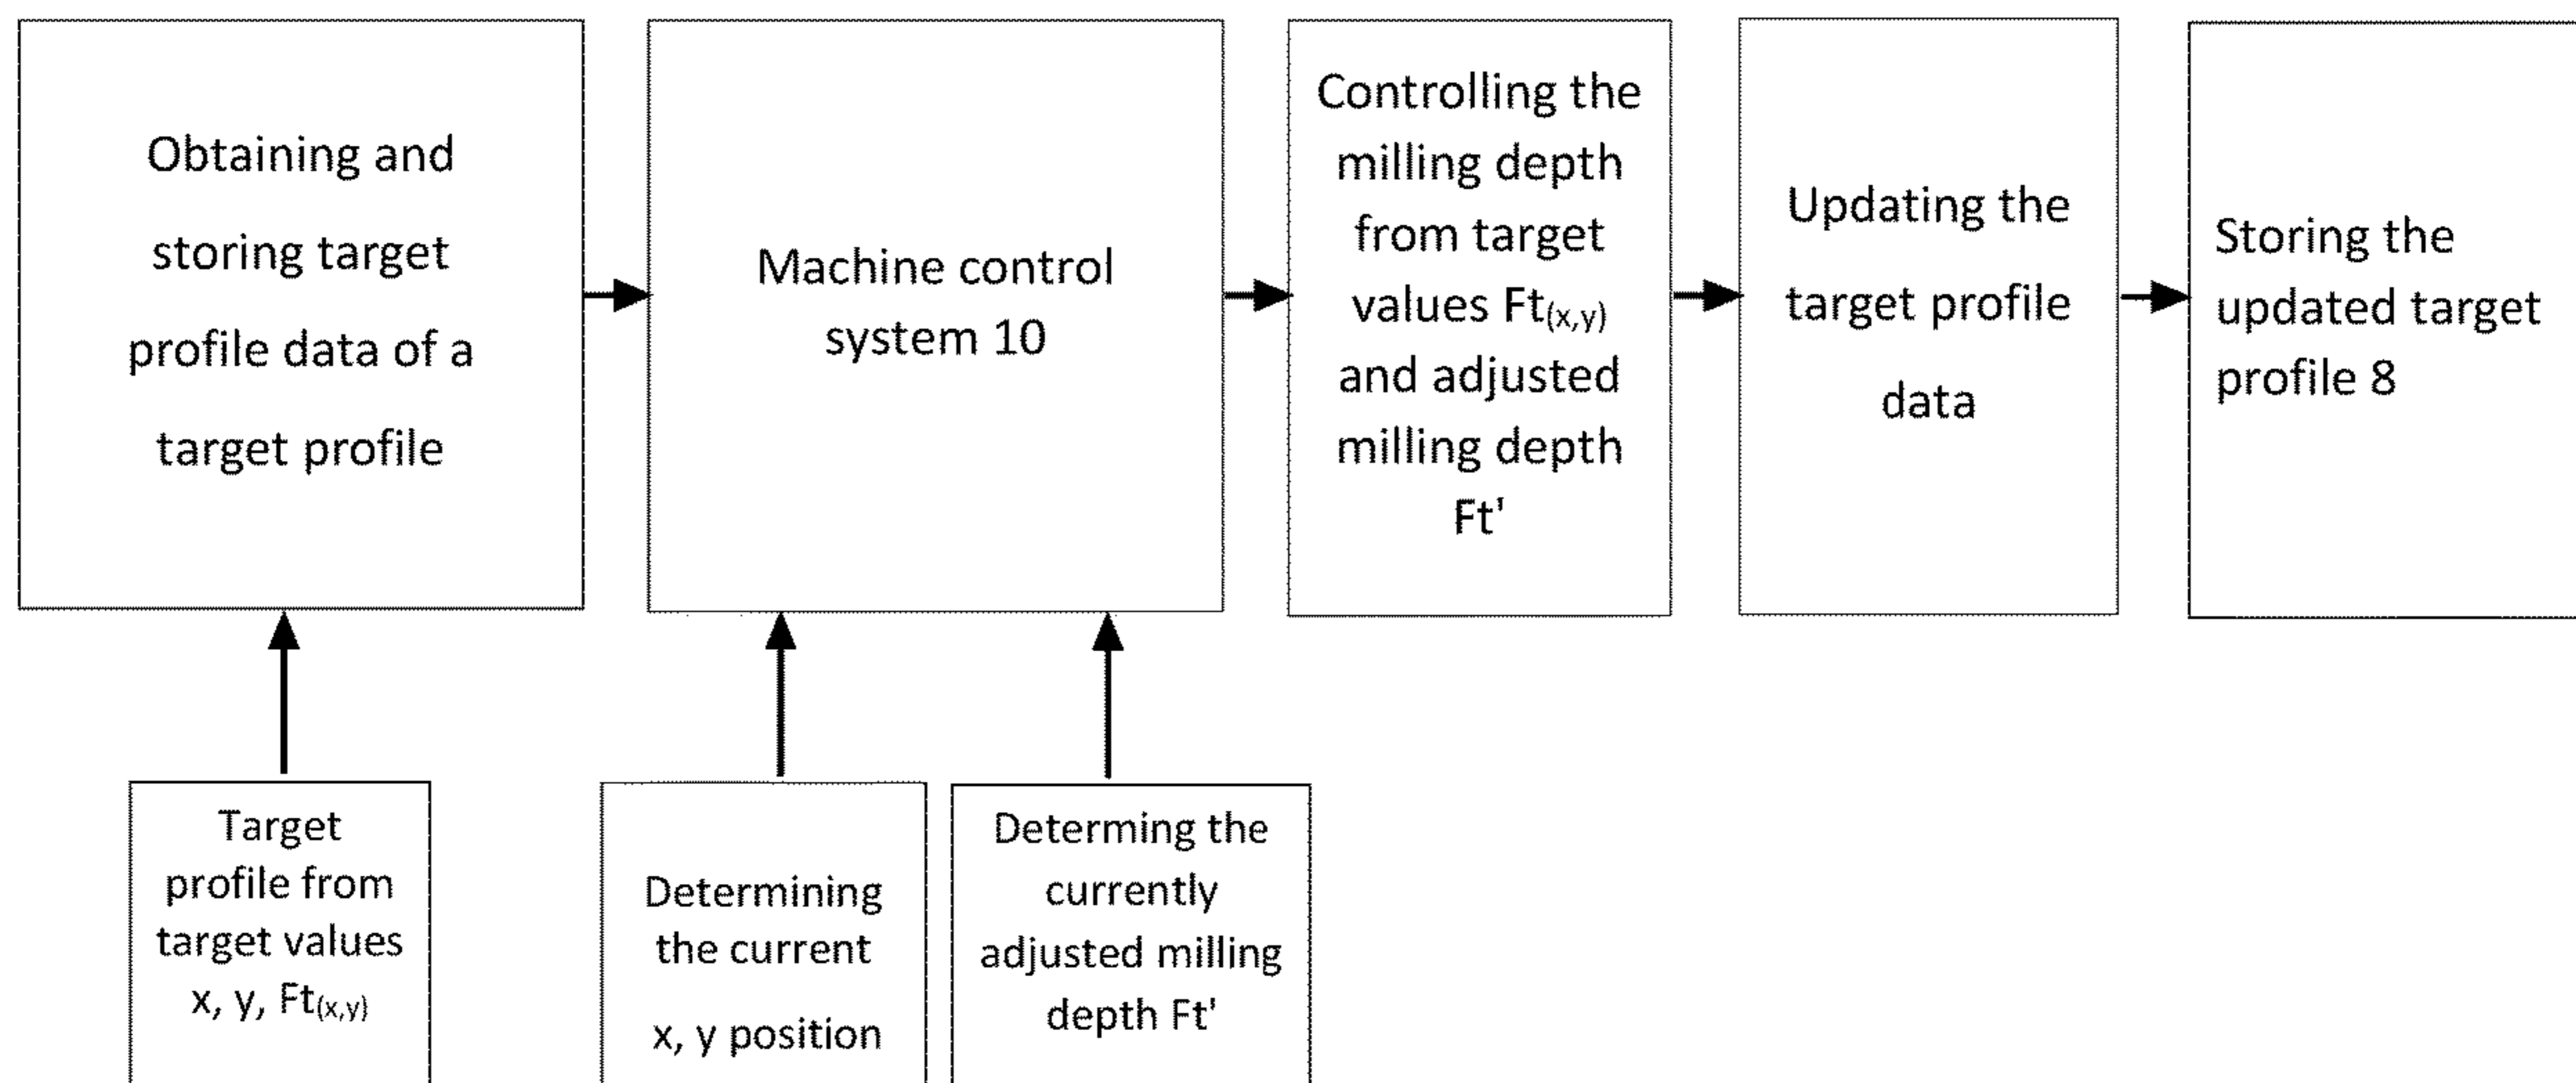 Obtaining and
storing target
profile data of a
target profile
Machine control
system 10
Controlling the
milling depth
from target
values Ft(x,y)
and adjusted
milling depth
Ft'
Updating the
target profile
data
Storing the
updated target
profile 8
Target
profile from
target values
x, y, Ft(x,y)
Determining
the current
x, y position
Determing the
currently
adjusted milling
depth Ft'